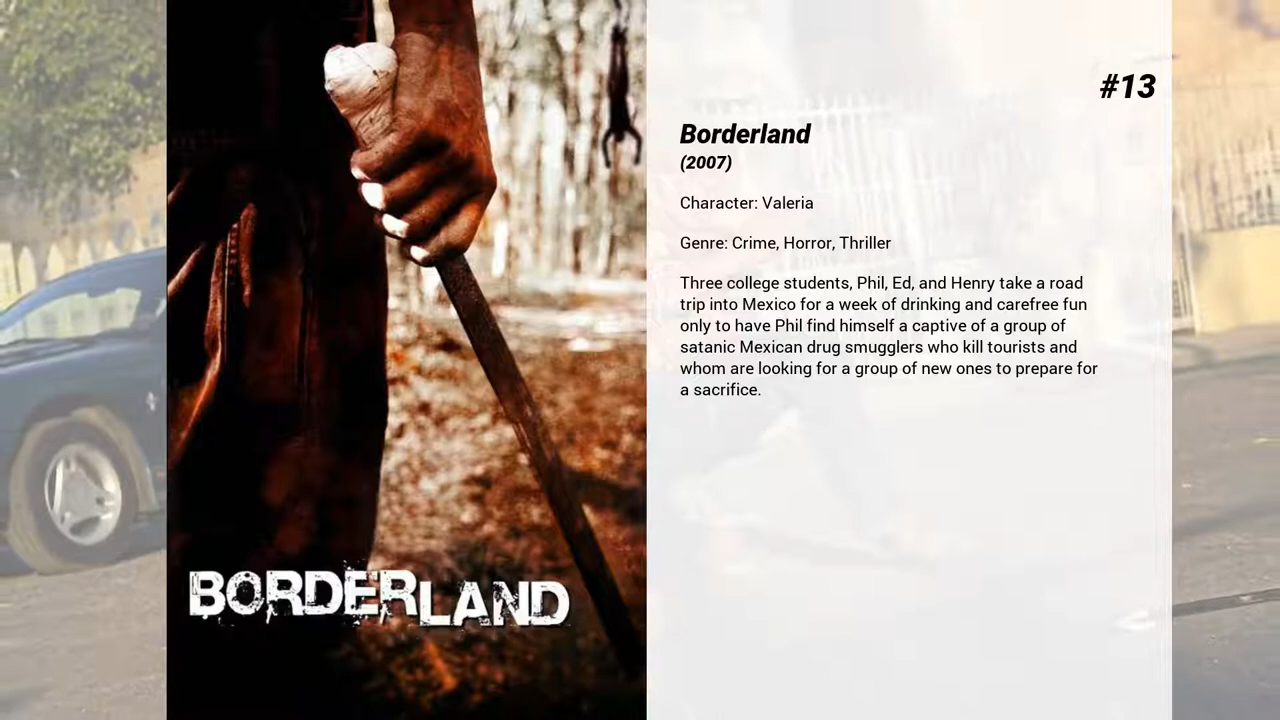 #13
Borderland
(2007)
Character: Valeria
Genre: Crime, Horror, Thriller
Three college students, Phil, Ed, and Henry take a road
trip into Mexico for a week of drinking and carefree fun
only to have Phil find himself a captive of a group of
satanic Mexican drug smugglers who kill tourists and
whom are looking for a group of new ones to prepare for
a sacrifice.
BORDERLAND